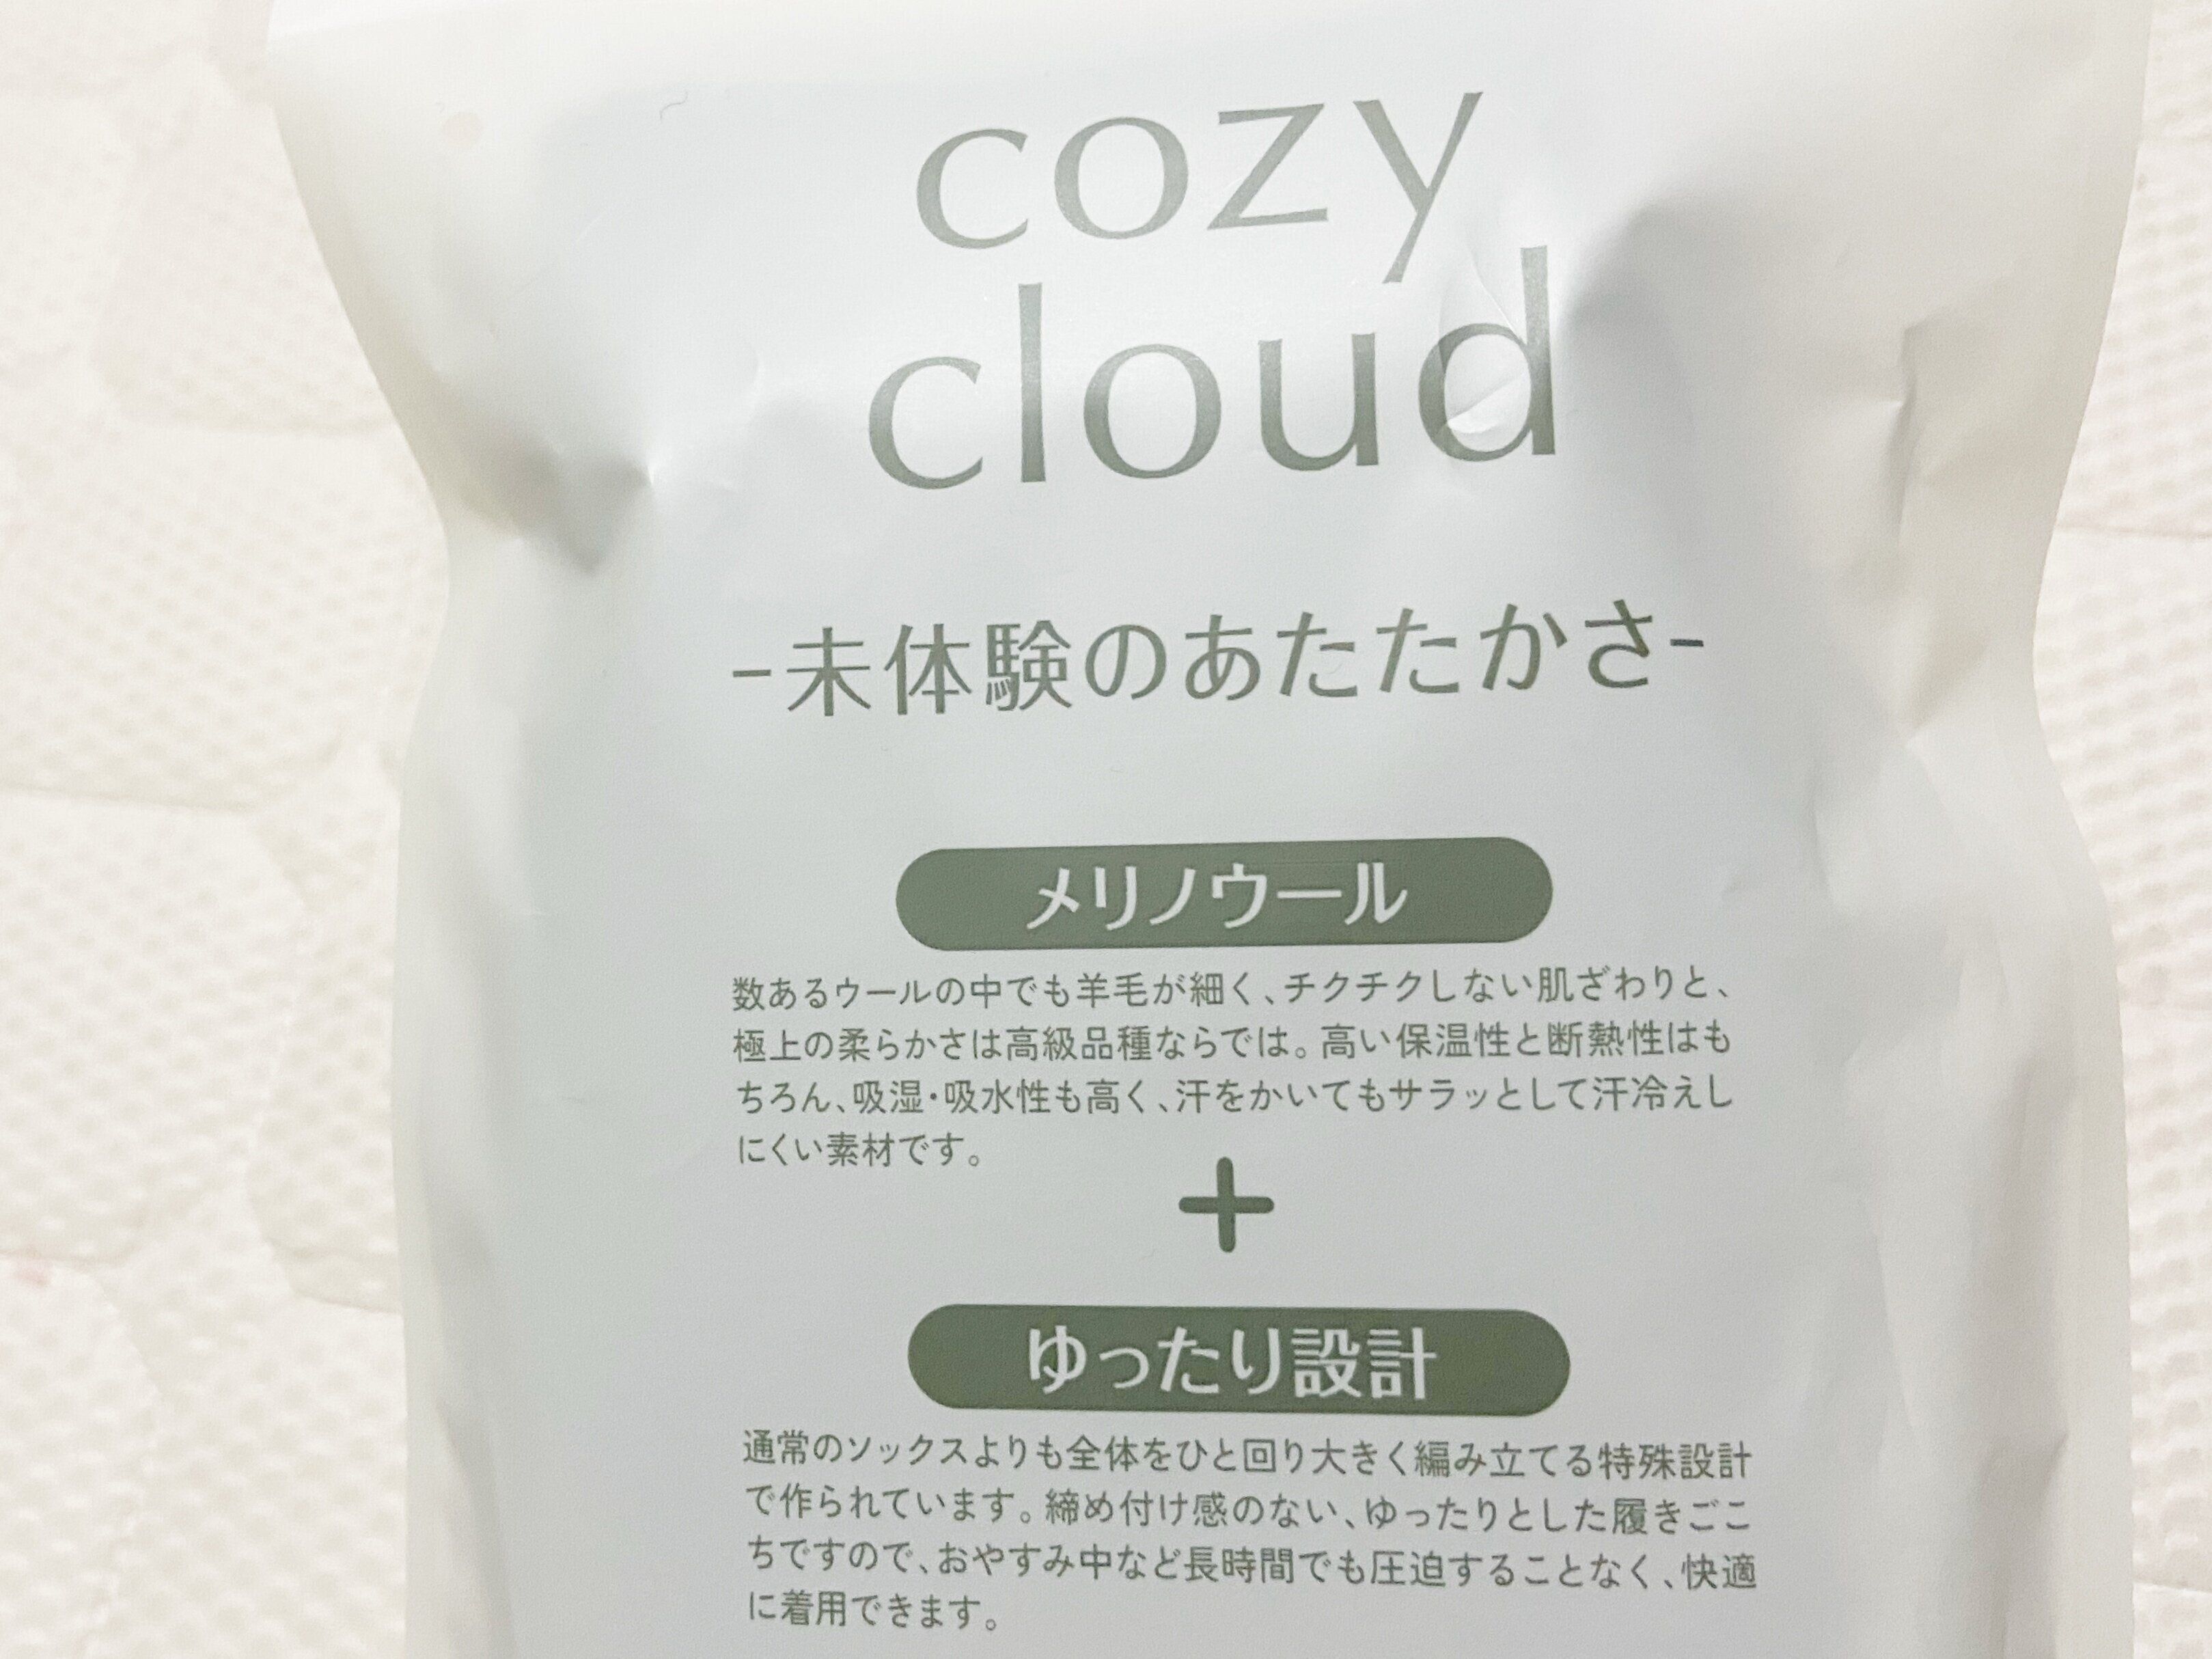 cozy
cloud
-未体験のあたたかさ-
メリノウール
数あるウールの中でも羊毛が細く、チクチクしない肌ざわりと、
極上の柔らかさは高級品種ならでは。高い保温性と断熱性はも
ちろん、吸湿・吸水性も高く、汗をかいてもサラッとして汗冷えし
にくい素材です。
+
ゆったり設計
通常のソックスよりも全体をひと回り大きく編み立てる特殊設計
で作られています。締め付け感のない、ゆったりとした履きごこ
ちですので、おやすみ中など長時間でも圧迫することなく、快適
に着用できます。